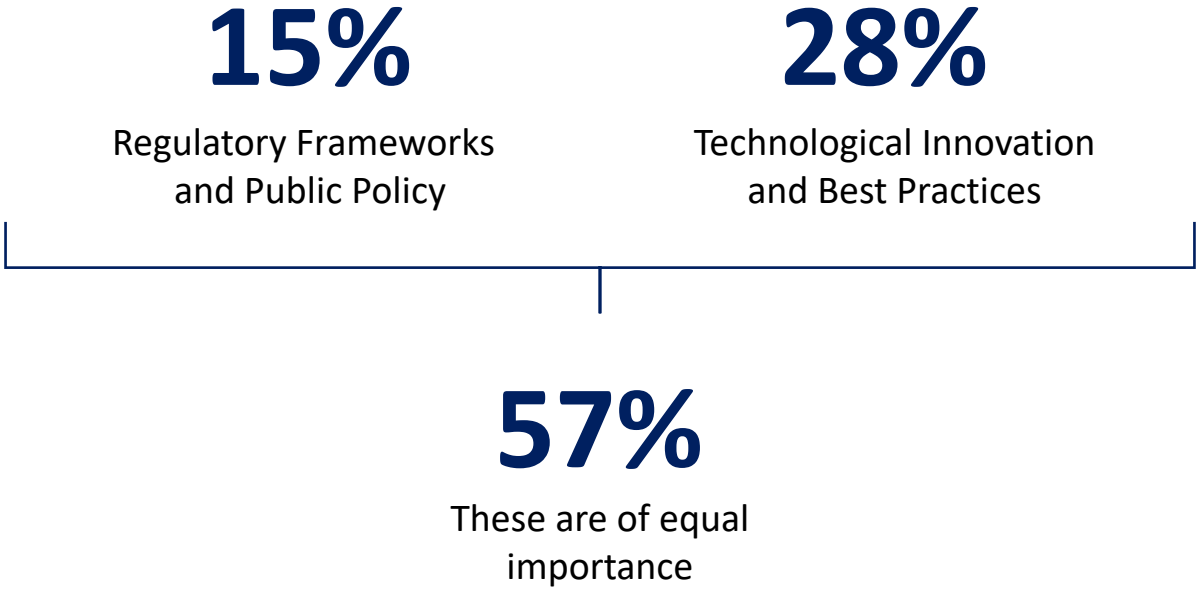 15%
Regulatory Frameworks
and Public Policy
28%
Technological Innovation
and Best Practices
57%
These are of equal
importance